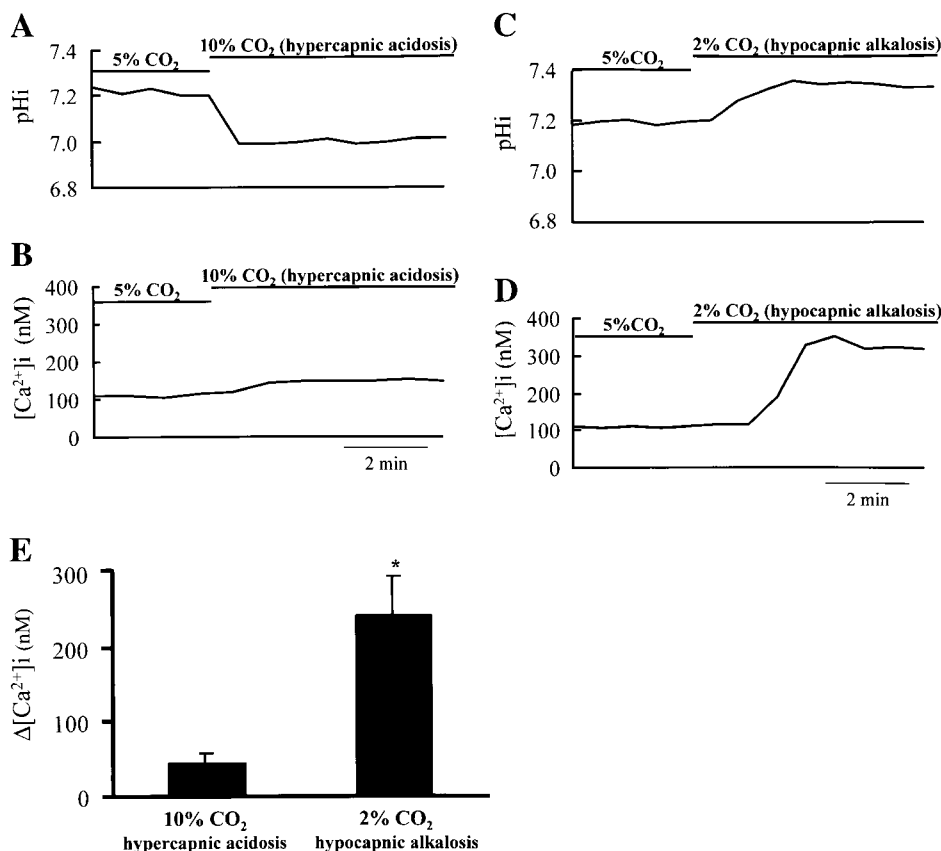 A
10% CO₂ (hypercapnic acidosis)
5% CO₂
7.4
7.2
7.0
6.8
pHi
B
10% CO₂ (hypercapnic acidosis)
5% CO₂
400
300
200
100
0
[Ca²⁺]i (nM)
2 min
C
2% CO₂ (hypocapnic alkalosis)
5%CO₂
7.4
7.2
7.0
6.8
pHi
D
2% CO₂ (hypocapnic alkalosis)
5%CO₂
400
300
200
100
0
[Ca²⁺]i (nM)
2 min
E
300
200
100
0
Δ[Ca²⁺]i (nM)
*
10% CO₂
hypercapnic acidosis
2% CO₂
hypocapnic alkalosis